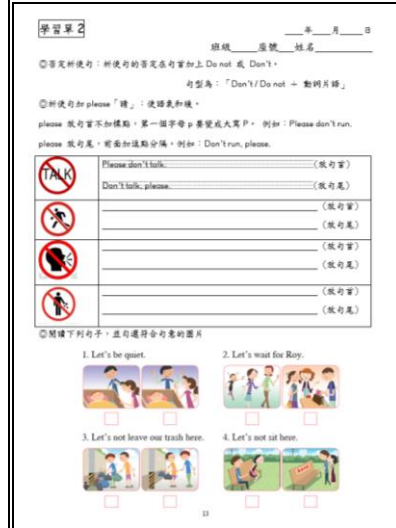 學習單 2
____年____月____日
班級____座號___姓名________
◎否定祈使句：祈使句的否定在句首加上 Do not 或 Don't。
句型為：「Don't / Do not ＋ 動詞片語」
◎祈使句加 please「請」：使語氣和緩。
please 放句首不加標點，第一個字母 p 要變成大寫 P。 例如：Please don't run.
please 放句尾，前面加逗點分隔。例如：Don't run, please.
TALK
Please don't talk. (放句首)
Don't talk, please. (放句尾)
(放句首)
(放句尾)
(放句首)
(放句尾)
(放句首)
(放句尾)
◎閱讀下列句子，並勾選符合句意的圖片
1. Let's be quiet. 2. Let's wait for Roy.
3. Let's not leave our trash here. 4. Let's not sit here.
13